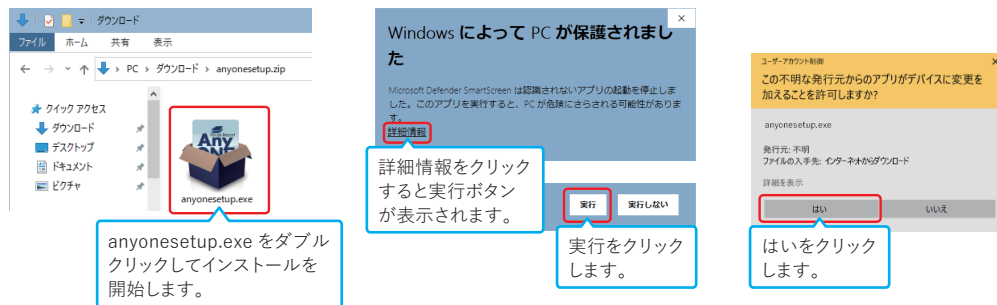 ダウンロード
ファイル ホーム 共有 表示
PC › ダウンロード › anyonesetup.zip
クイック アクセス
ダウンロード
デスクトップ
ドキュメント
ピクチャ
Any
ONE
anyonesetup.exe
anyonesetup.exe をダブル
クリックしてインストールを
開始します。
Windows によって PC が保護されまし
た
Microsoft Defender SmartScreen は認識されないアプリの起動を停止しま
した。このアプリを実行すると、PC が危険にさらされる可能性がありま
す。
詳細情報
詳細情報をクリック
すると実行ボタン
が表示されます。
実行 実行しない
実行をクリック
します。
ユーザーアカウント制御
この不明な発行元からのアプリがデバイスに変更を
加えることを許可しますか?
anyonesetup.exe
発行元: 不明
ファイルの入手先: インターネットからダウンロード
詳細を表示
はい いいえ
はいをクリック
します。